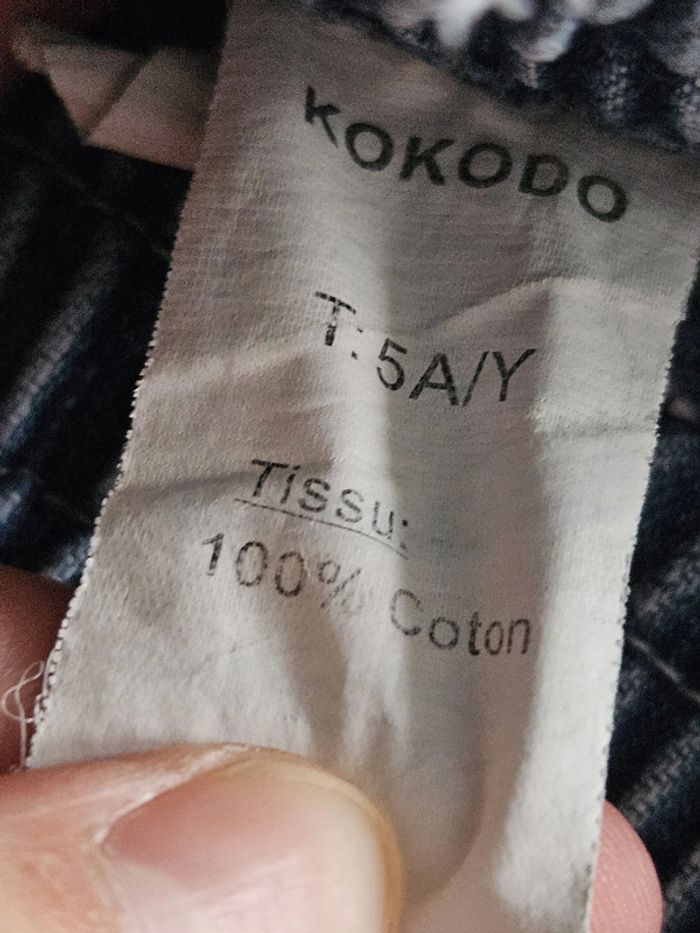 KOKODO
T: 5A/Y
Tissu:
100% Coton